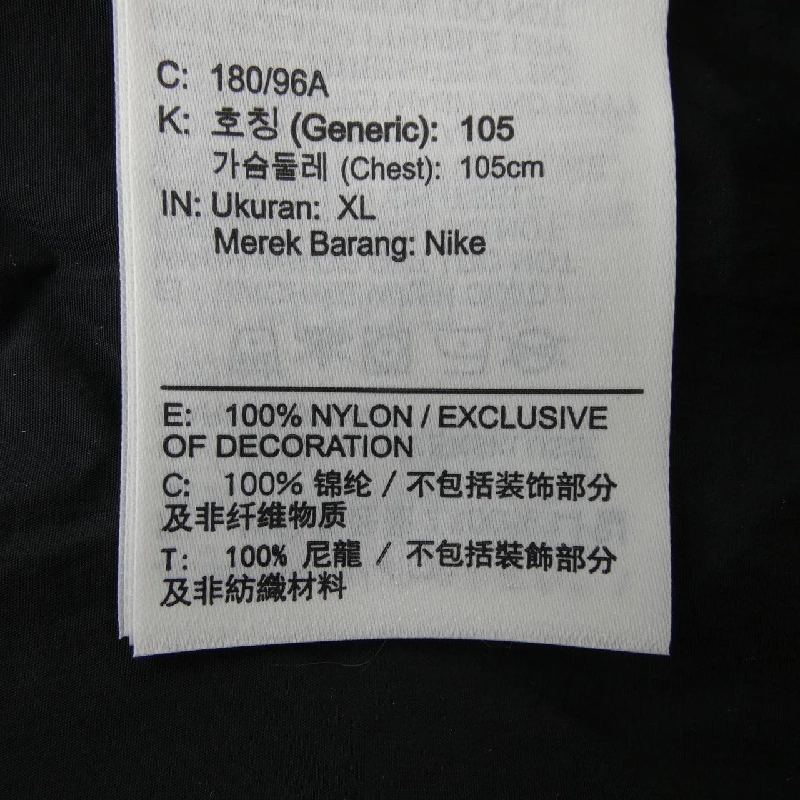 C: 180/96A
K: 호칭 (Generic): 105
가슴둘레 (Chest): 105cm
IN: Ukuran: XL
Merek Barang: Nike
E: 100% NYLON / EXCLUSIVE
OF DECORATION
C: 100% 锦纶 / 不包括装饰部分
及非纤维物质
T: 100% 尼龍 / 不包括裝飾部分
及非紡織材料